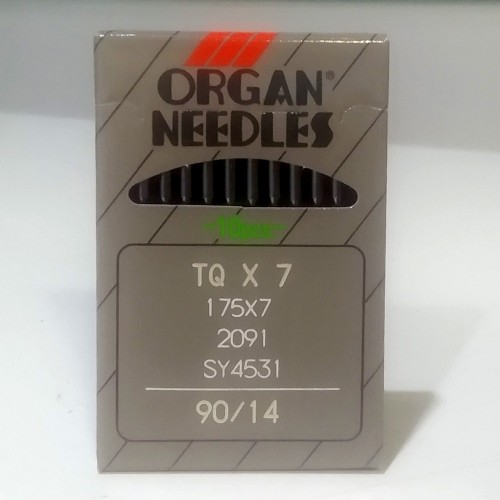 ORGAN®
NEEDLES
TQ X 7
175X7
2091
SY4531
90/14